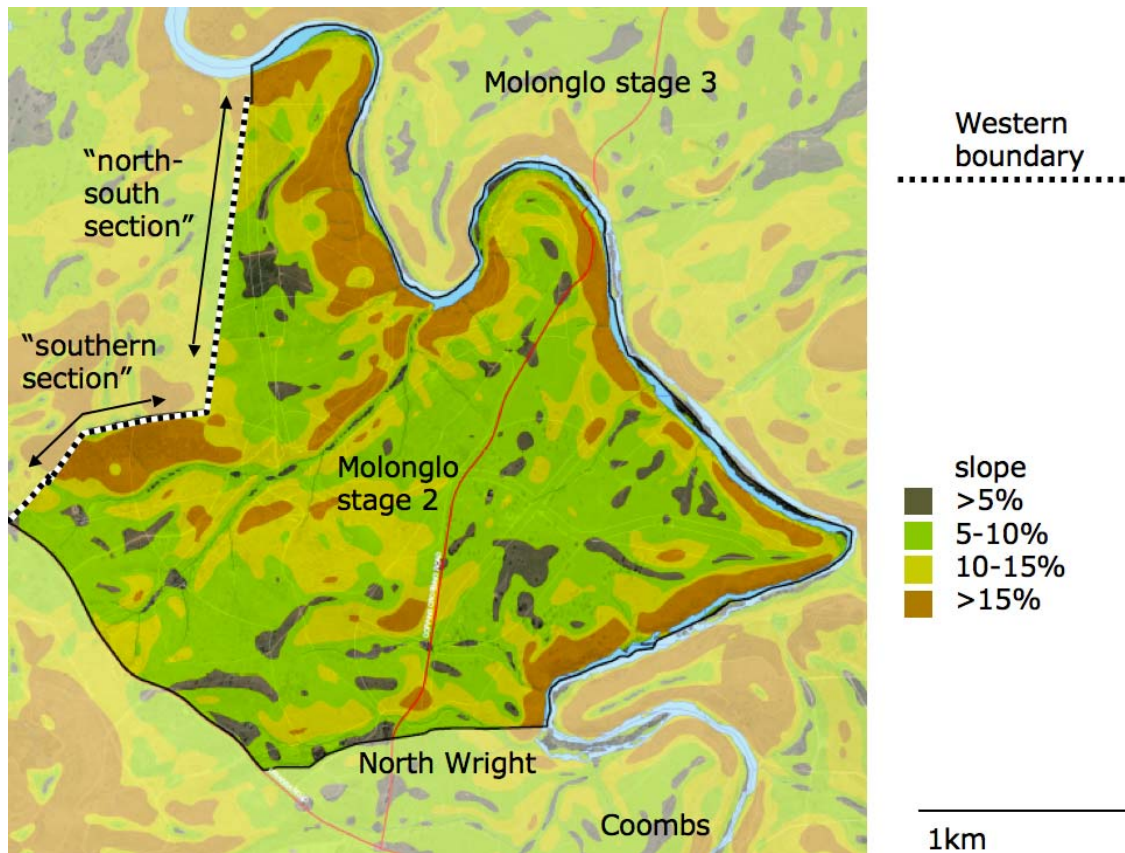 Molonglo stage 3
Western
boundary
“north-
south
section”
“southern
section”
Molonglo
stage 2
slope
>5%
5-10%
10-15%
>15%
North Wright
Coombs
1km